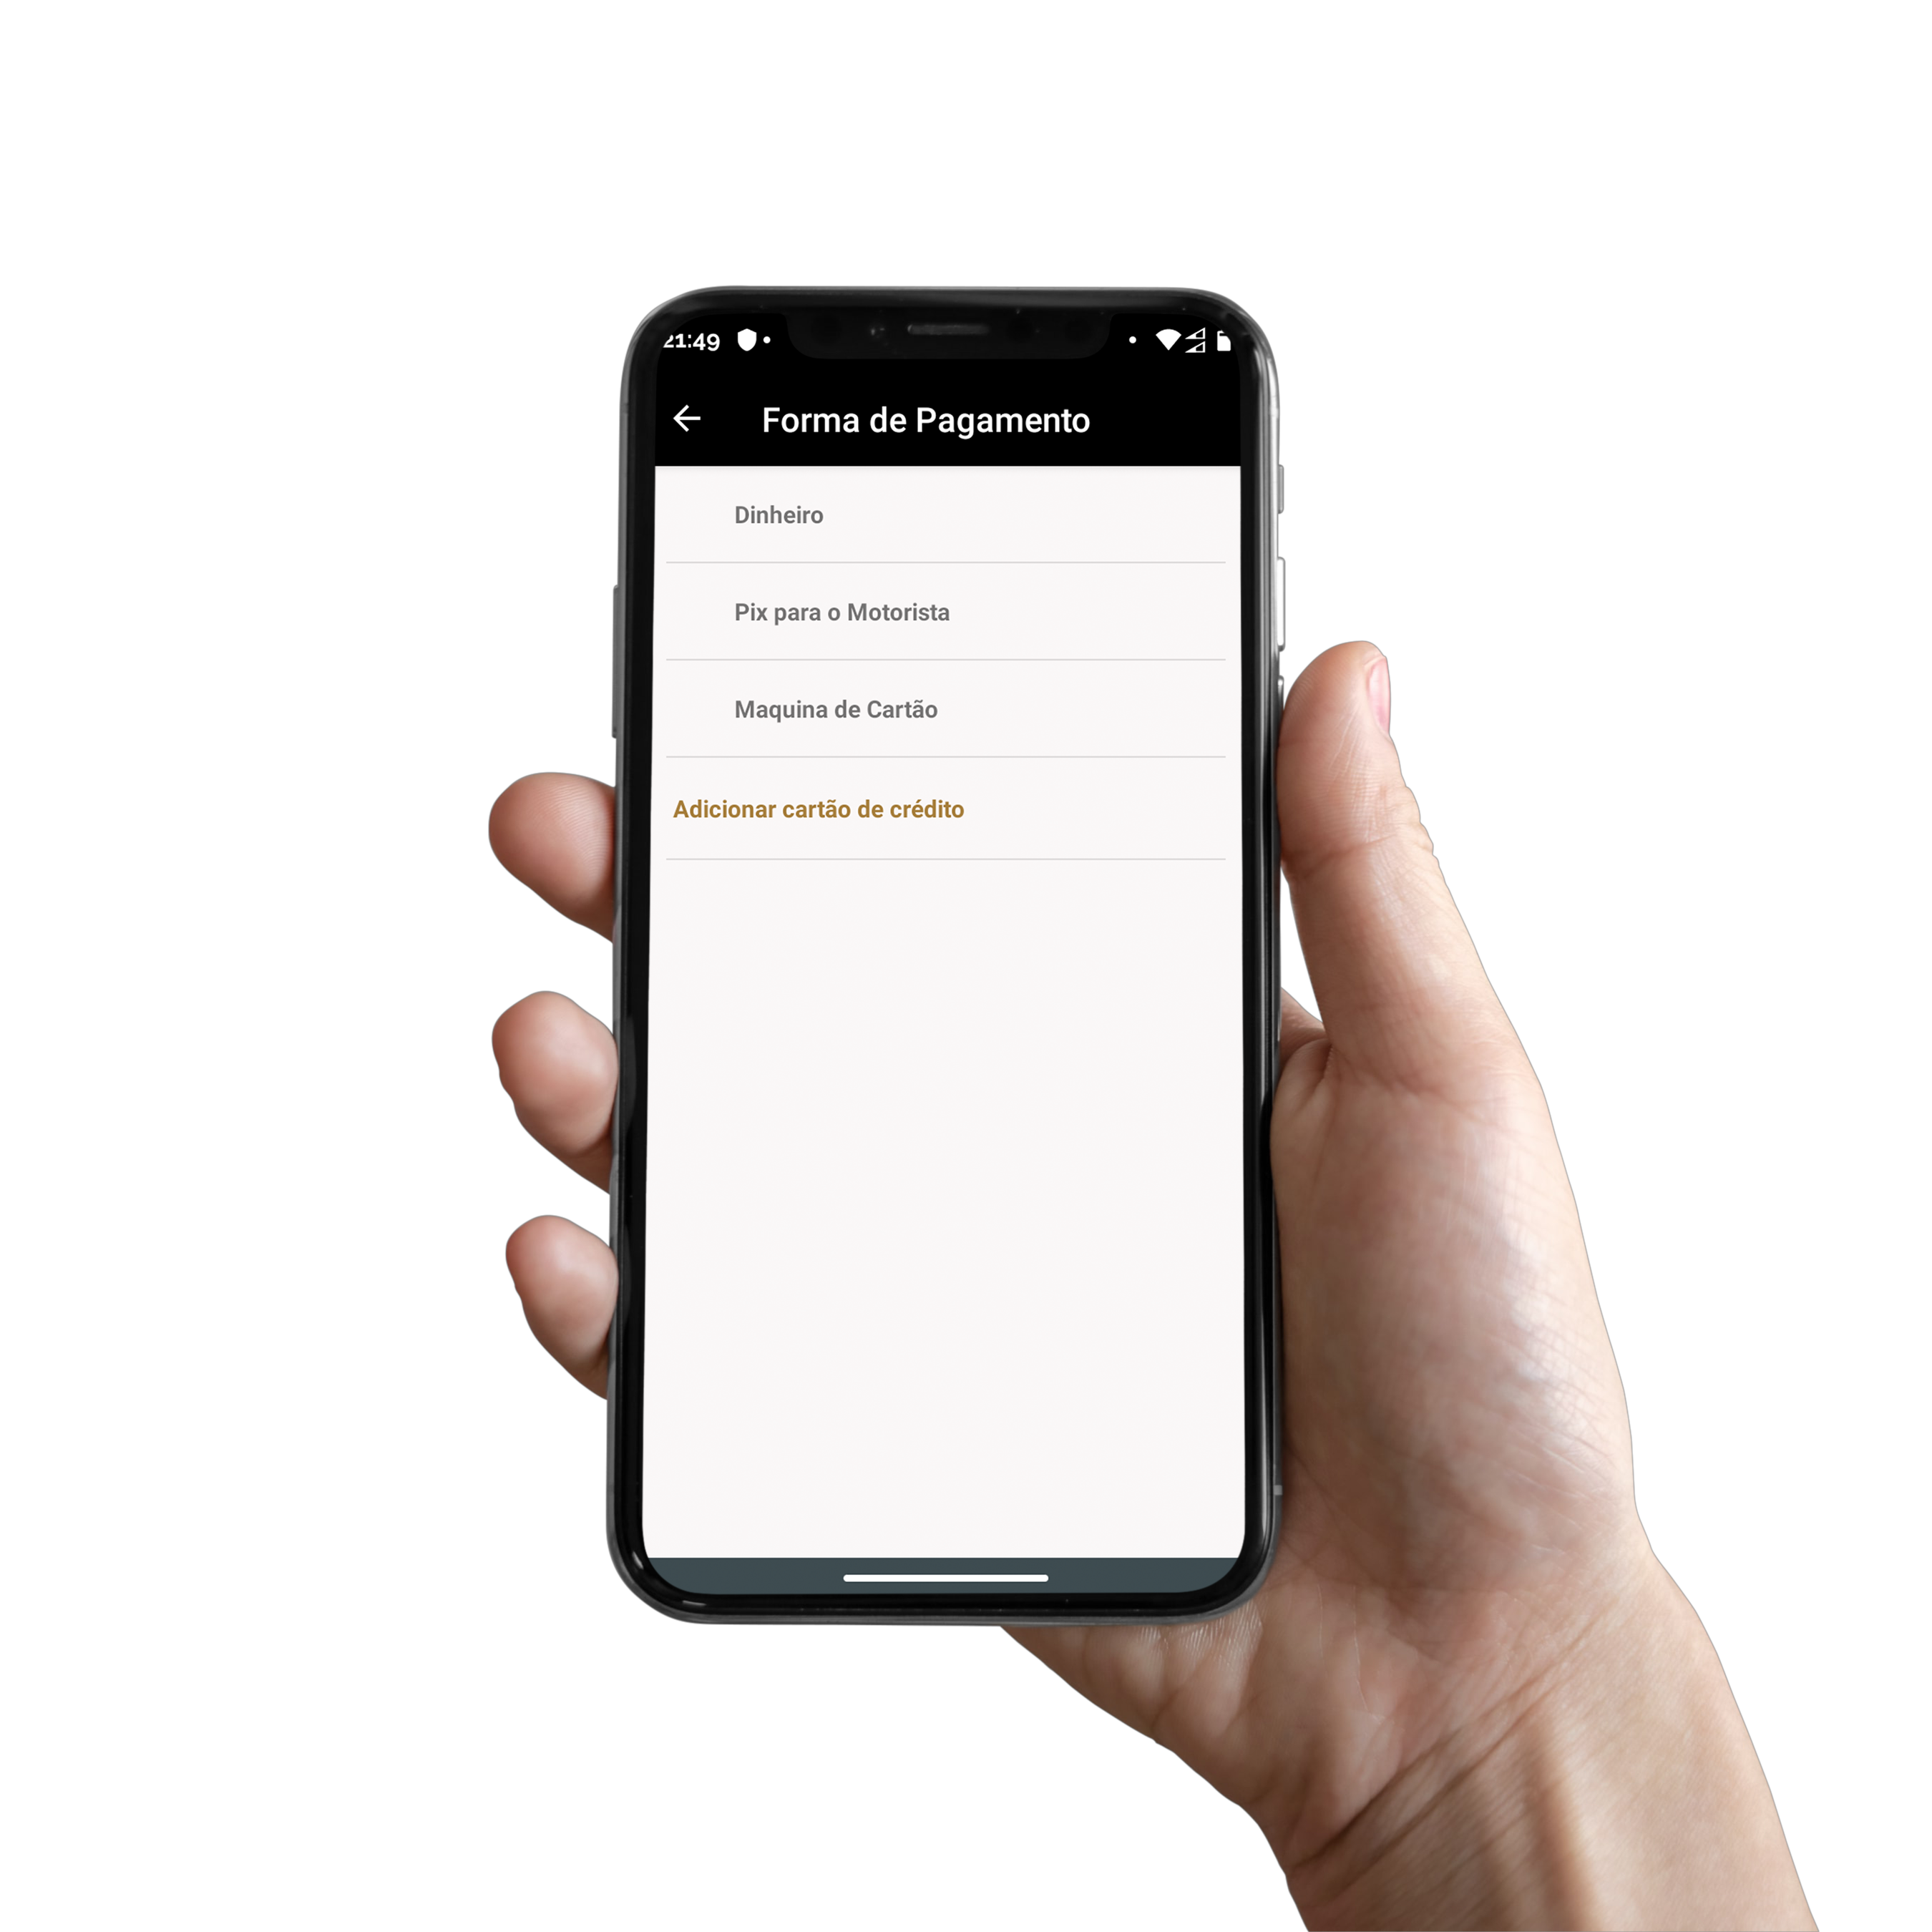 21:49
Forma de Pagamento
Dinheiro
Pix para o Motorista
Maquina de Cartão
Adicionar cartão de crédito